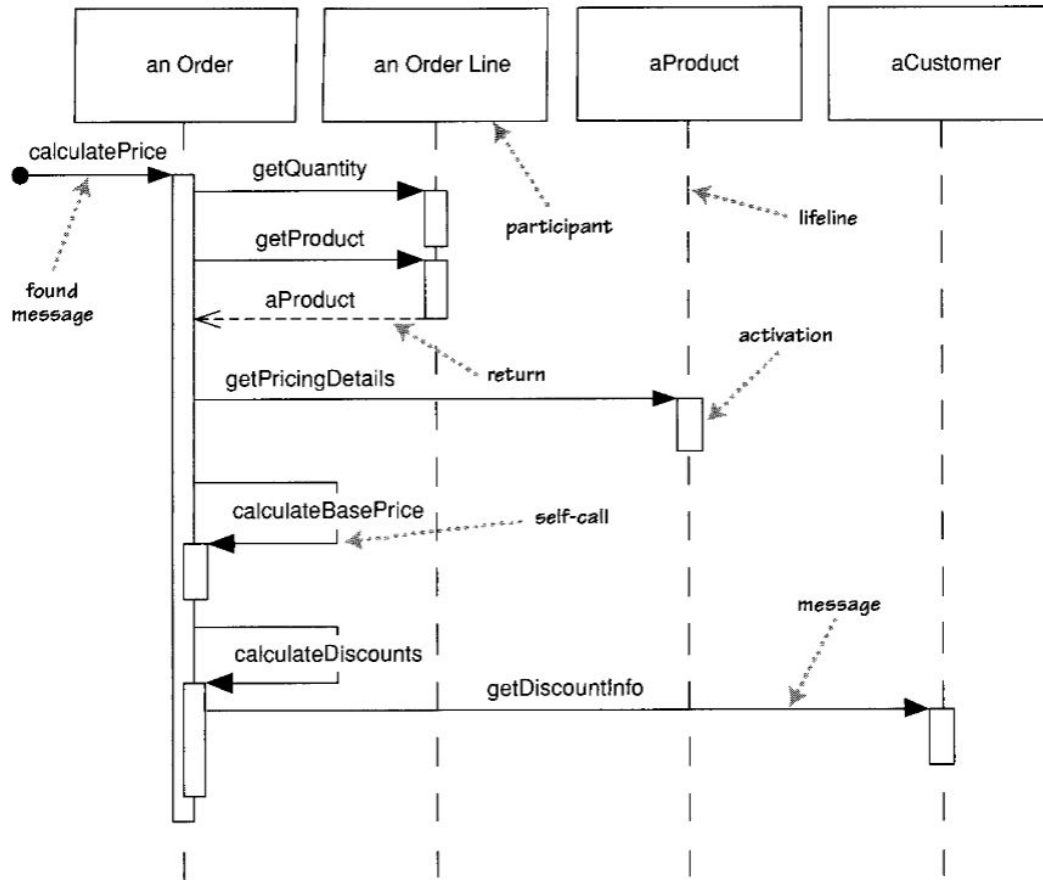 an Order
an Order Line
aProduct
aCustomer
calculatePrice
getQuantity
participant
lifeline
getProduct
found
message
aProduct
activation
return
getPricingDetails
calculateBasePrice
self-call
message
calculateDiscounts
getDiscountInfo